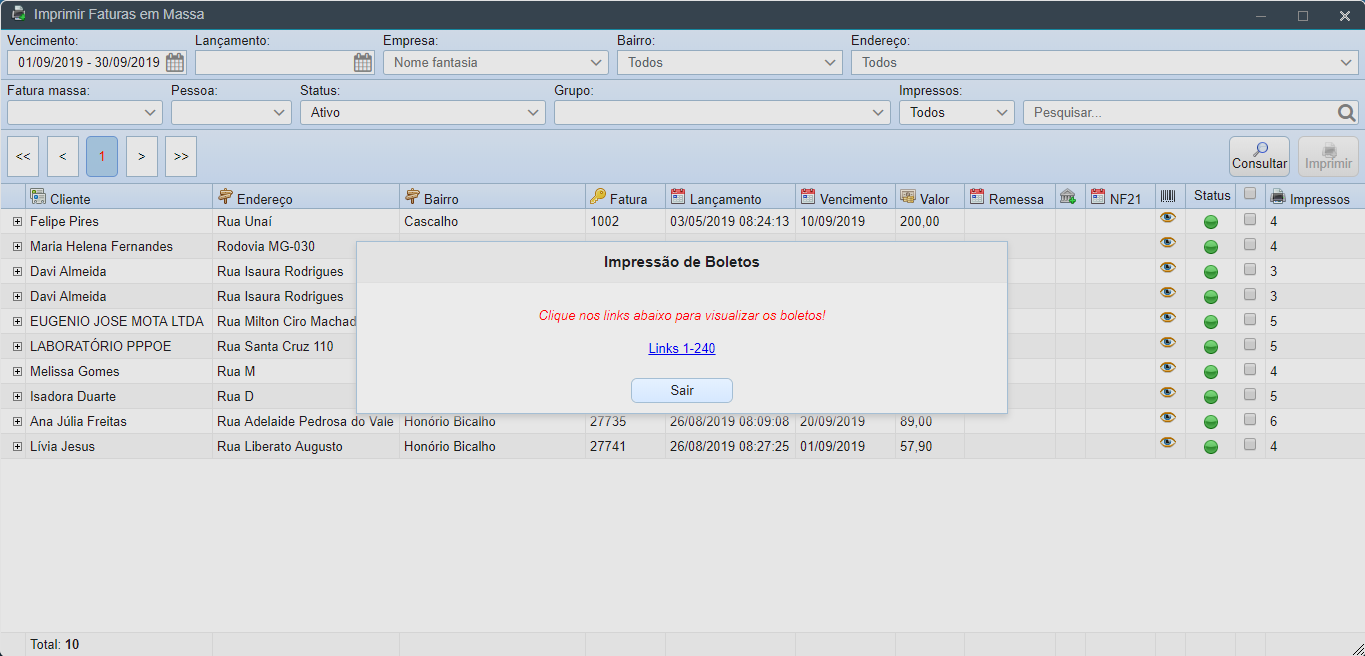 Imprimir Faturas em Massa
Vencimento: Lançamento: Empresa: Bairro: Endereço:
01/09/2019 - 30/09/2019 Nome fantasia Todos Todos
Fatura massa: Pessoa: Status: Grupo: Impressos:
Ativo Todos Pesquisar...
<< < 1 > >> Consultar Imprimir
Cliente Endereço Bairro Fatura Lançamento Vencimento Valor Remessa NF21 Status Impressos
Felipe Pires Rua Unaí Cascalho 1002 03/05/2019 08:24:13 10/09/2019 200,00 4
Maria Helena Fernandes Rodovia MG-030 4
Davi Almeida Rua Isaura Rodrigues 3
Davi Almeida Rua Isaura Rodrigues 3
EUGENIO JOSE MOTA LTDA Rua Milton Ciro Machad 5
LABORATÓRIO PPPOE Rua Santa Cruz 110 5
Melissa Gomes Rua M 4
Isadora Duarte Rua D 5
Ana Júlia Freitas Rua Adelaide Pedrosa do Vale Honório Bicalho 27735 26/08/2019 08:09:08 20/09/2019 89,00 6
Lívia Jesus Rua Liberato Augusto Honório Bicalho 27741 26/08/2019 08:27:25 01/09/2019 57,90 4
Impressão de Boletos
Clique nos links abaixo para visualizar os boletos!
Links 1-240
Sair
Total: 10